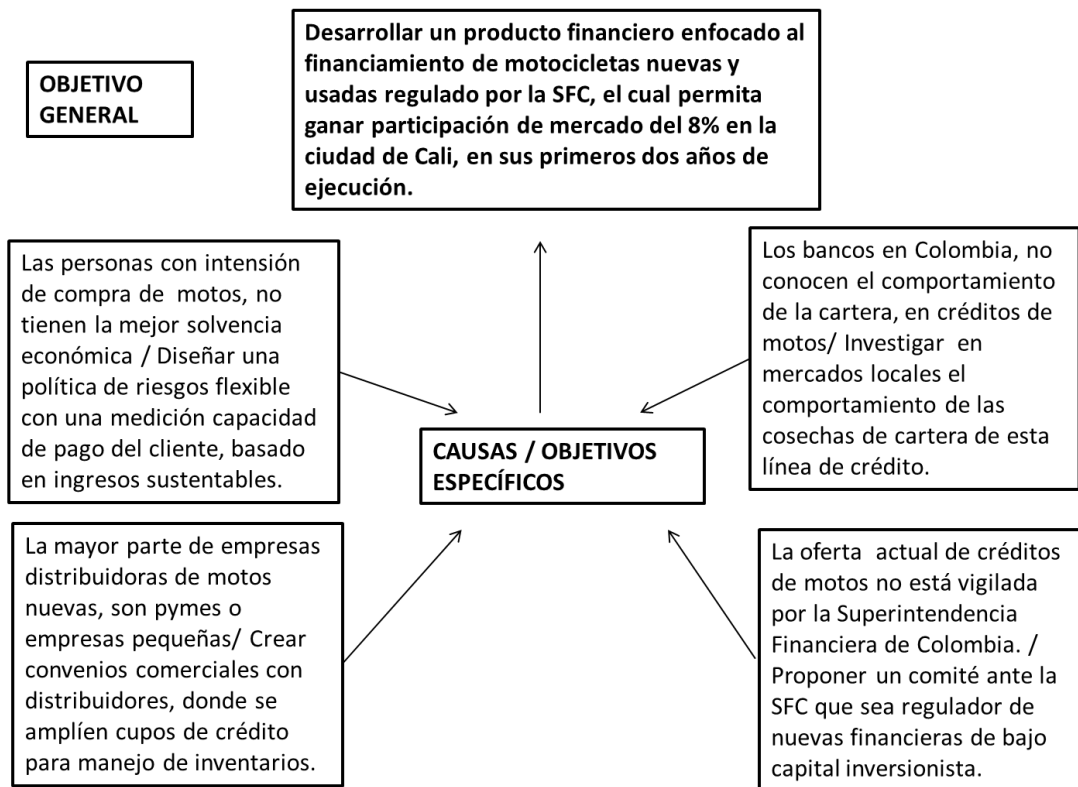 OBJETIVO
GENERAL
Desarrollar un producto financiero enfocado al
financiamiento de motocicletas nuevas y
usadas regulado por la SFC, el cual permita
ganar participación de mercado del 8% en la
ciudad de Cali, en sus primeros dos años de
ejecución.
Las personas con intensión
de compra de motos, no
tienen la mejor solvencia
económica / Diseñar una
política de riesgos flexible
con una medición capacidad
de pago del cliente, basado
en ingresos sustentables.
Los bancos en Colombia, no
conocen el comportamiento
de la cartera, en créditos de
motos/ Investigar en
mercados locales el
comportamiento de las
cosechas de cartera de esta
línea de crédito.
CAUSAS / OBJETIVOS
ESPECÍFICOS
La mayor parte de empresas
distribuidoras de motos
nuevas, son pymes o
empresas pequeñas/ Crear
convenios comerciales con
distribuidores, donde se
amplíen cupos de crédito
para manejo de inventarios.
La oferta actual de créditos
de motos no está vigilada
por la Superintendencia
Financiera de Colombia. /
Proponer un comité ante la
SFC que sea regulador de
nuevas financieras de bajo
capital inversionista.